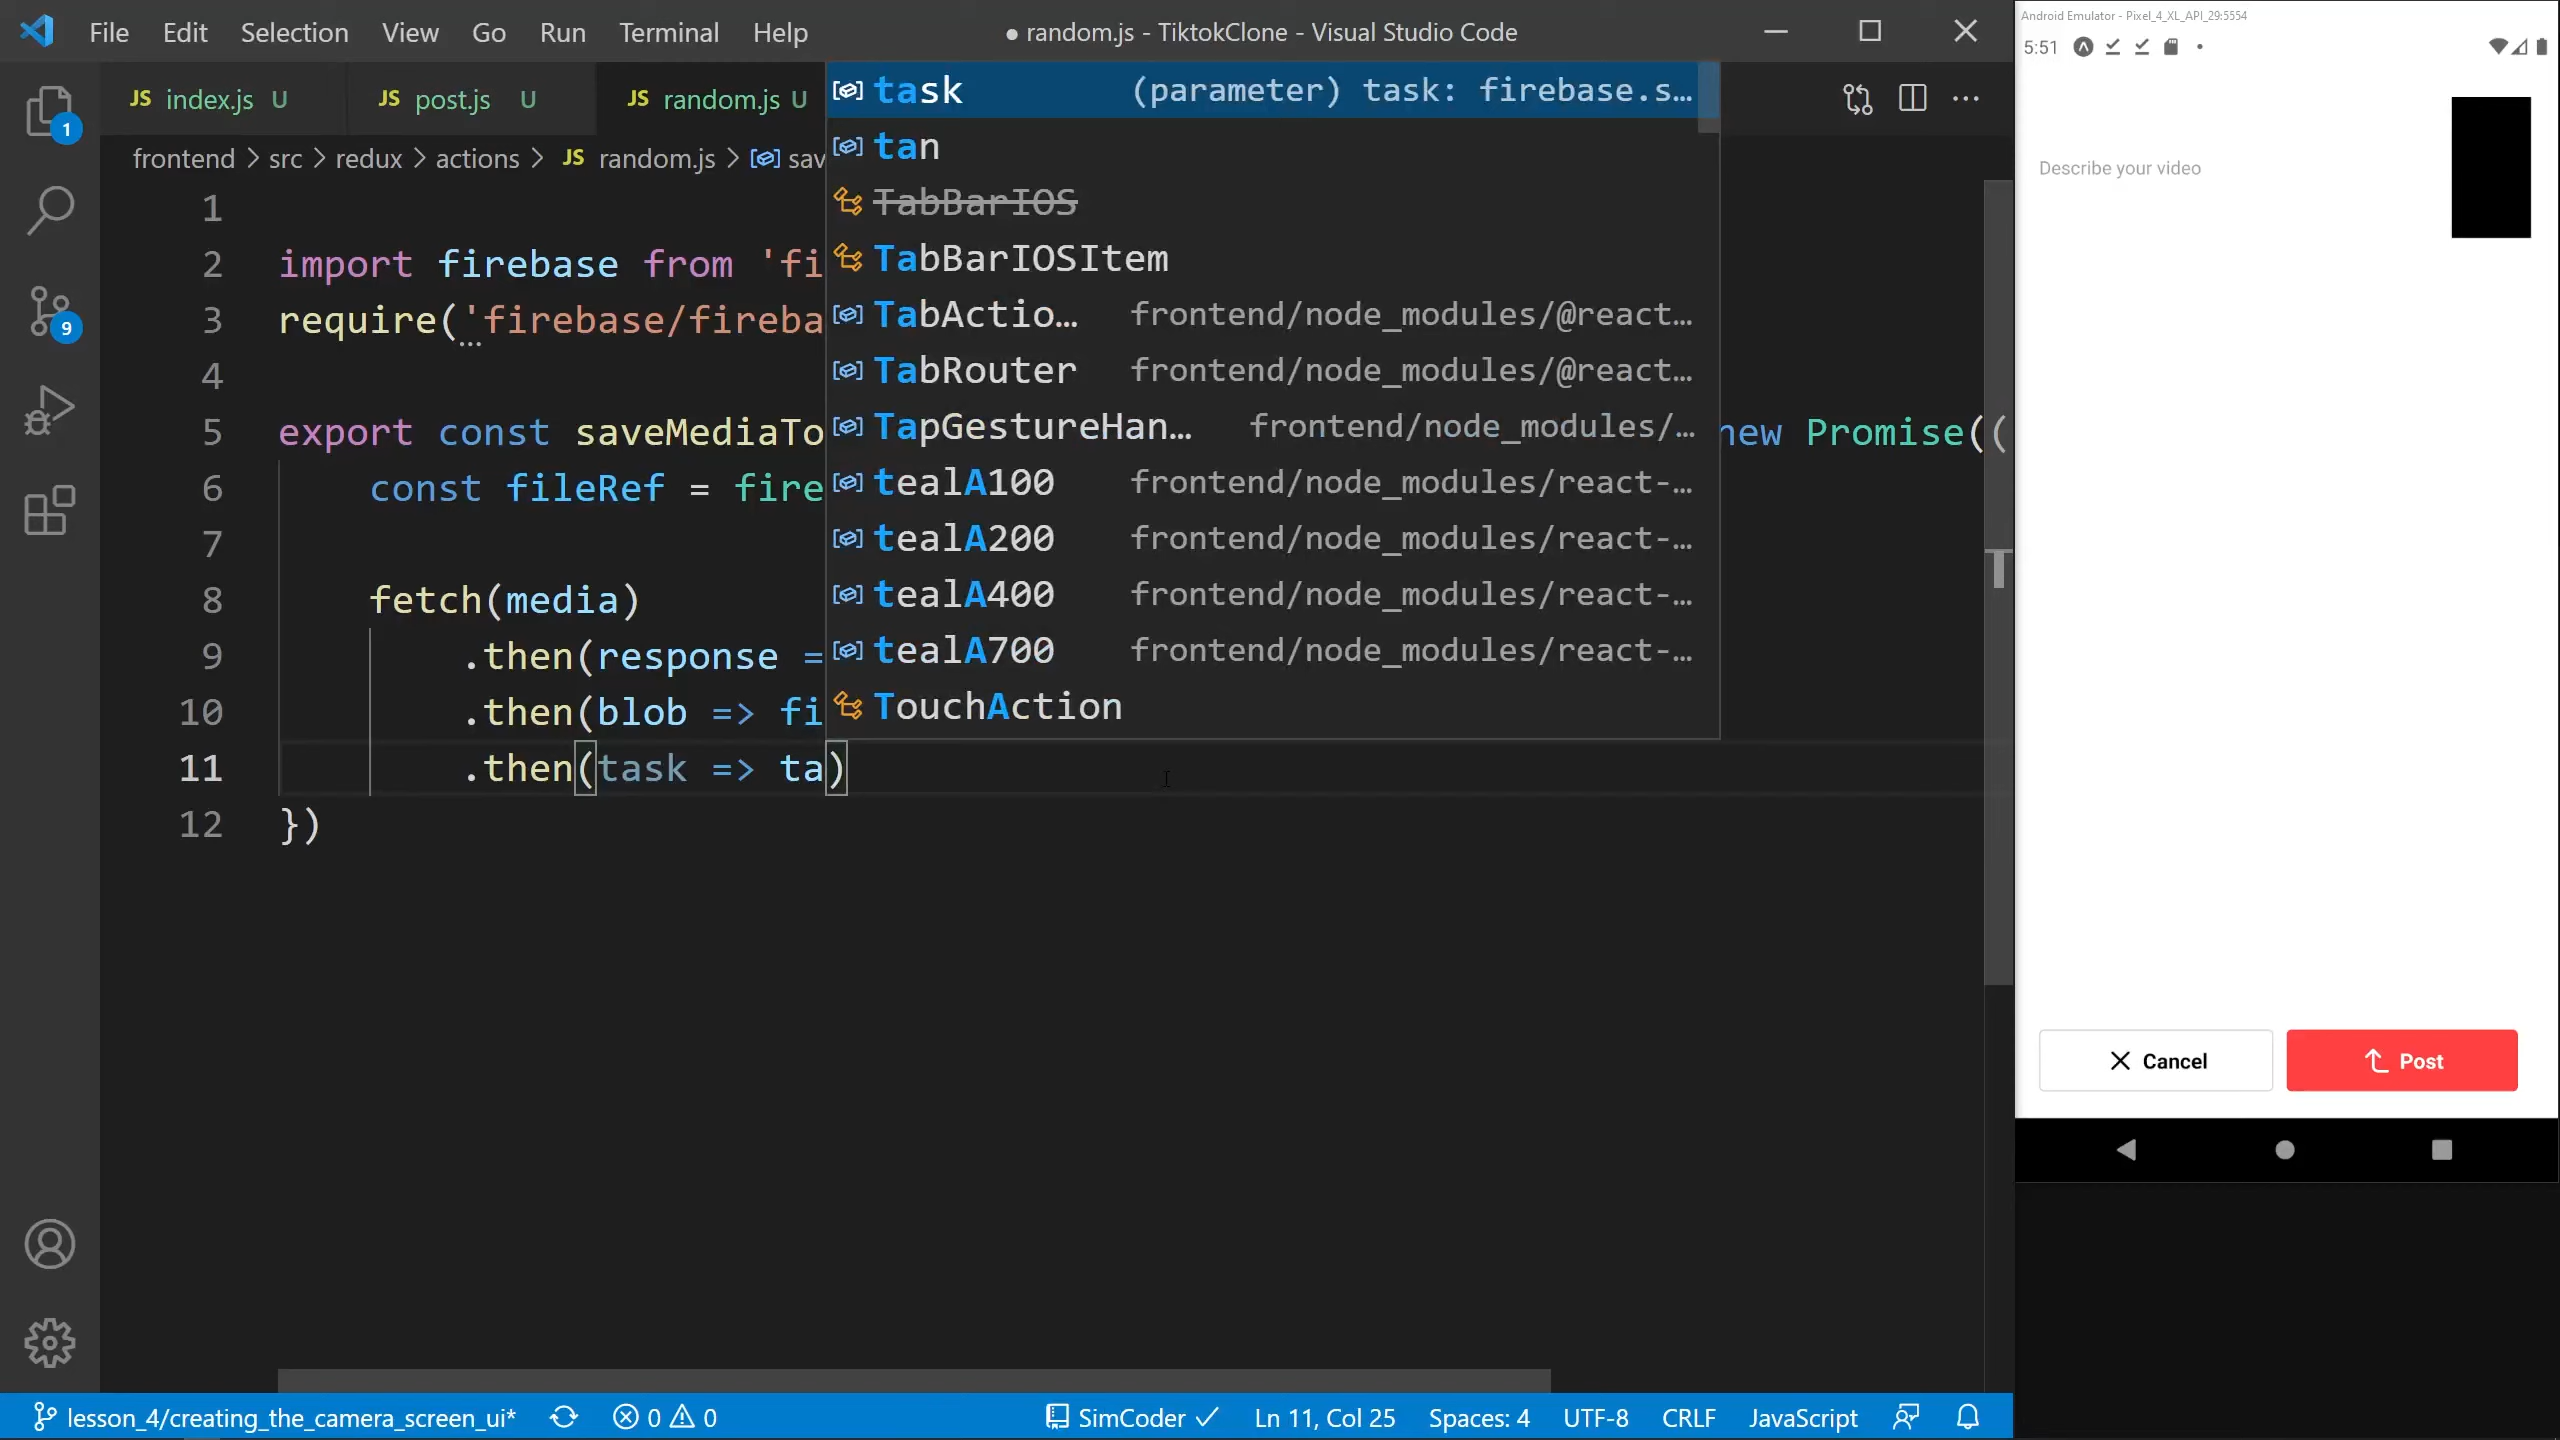 File Edit Selection View Go Run Terminal Help ● random.js - TiktokClone - Visual Studio Code
JS index.js U JS post.js U JS random.js U
frontend > src > redux > actions > JS random.js > sav
1
2 import firebase from 'fi
3 require('firebase/fireba
4
5 export const saveMediaTo new Promise((
6 const fileRef = fire
7
8 fetch(media)
9 .then(response =
10 .then(blob => fi
11 .then(task => ta)
12 })
task (parameter) task: firebase.s…
tan
TabBarIOS
TabBarIOSItem
TabActio… frontend/node_modules/@react…
TabRouter frontend/node_modules/@react…
TapGestureHan… frontend/node_modules/…
tealA100 frontend/node_modules/react-…
tealA200 frontend/node_modules/react-…
tealA400 frontend/node_modules/react-…
tealA700 frontend/node_modules/react-…
TouchAction
1
9
lesson_4/creating_the_camera_screen_ui* 0 0 SimCoder Ln 11, Col 25 Spaces: 4 UTF-8 CRLF JavaScript
Android Emulator - Pixel_4_XL_API_29:5554
5:51
Describe your video
Cancel Post